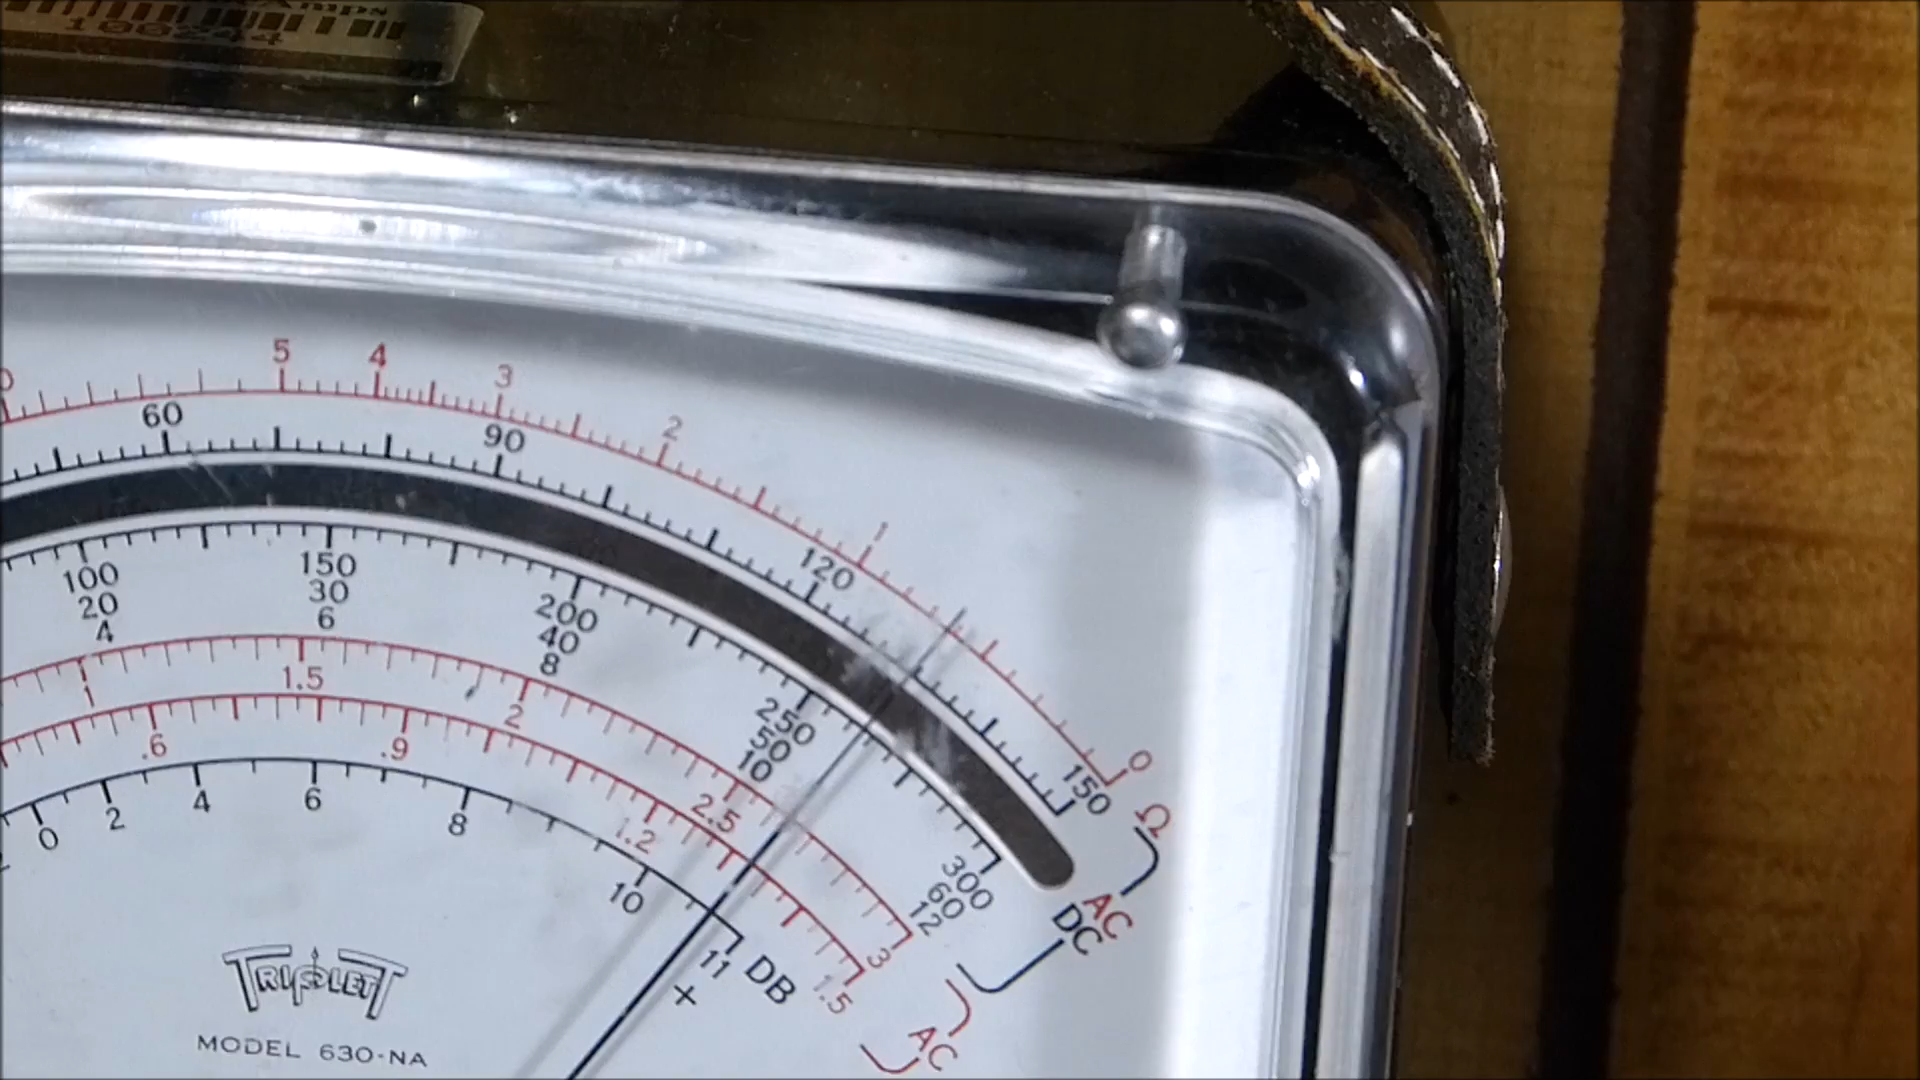 Amps
100244
5 4 3 2 1 0 Ω
60 90 120 150
100 150 200 250 300 AC
20 30 40 50 60 DC
4 6 8 10 12
1 1.5 2 2.5 3
.6 .9 1.2 1.5 AC
0 2 4 6 8 10 11 DB
+
TRIPLETT
MODEL 630-NA